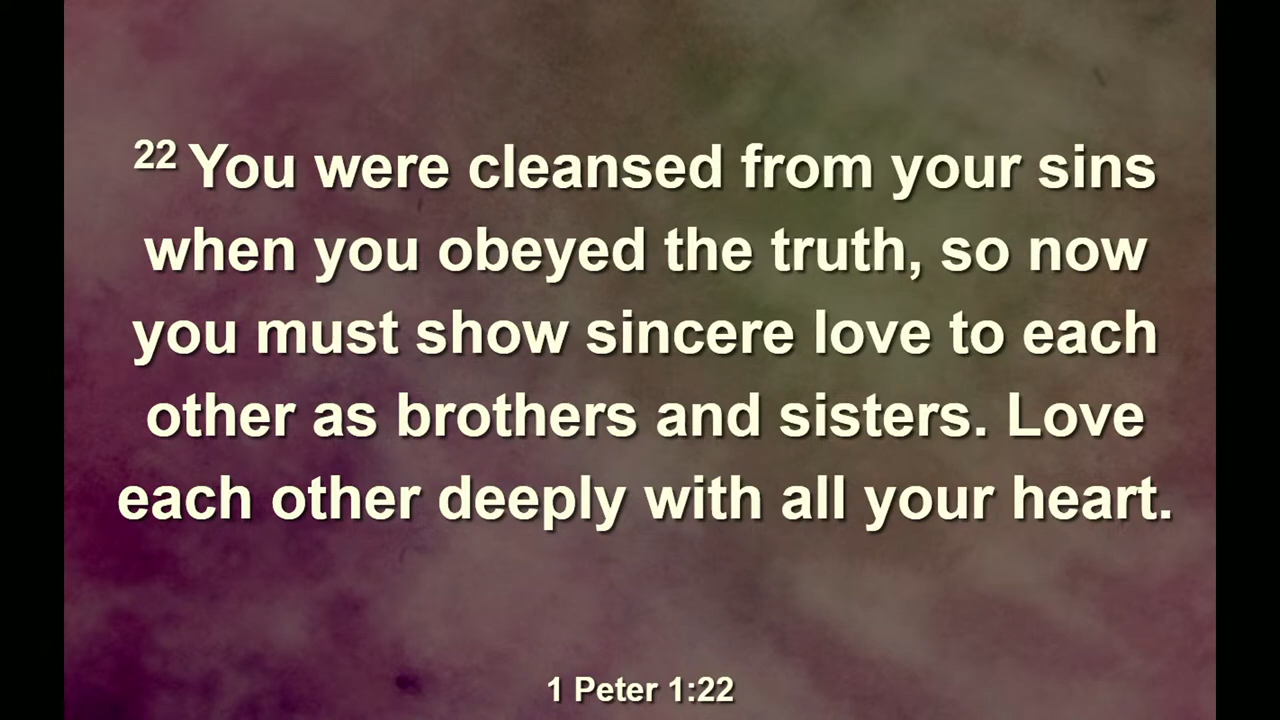 22 You were cleansed from your sins
when you obeyed the truth, so now
you must show sincere love to each
other as brothers and sisters. Love
each other deeply with all your heart.
1 Peter 1:22